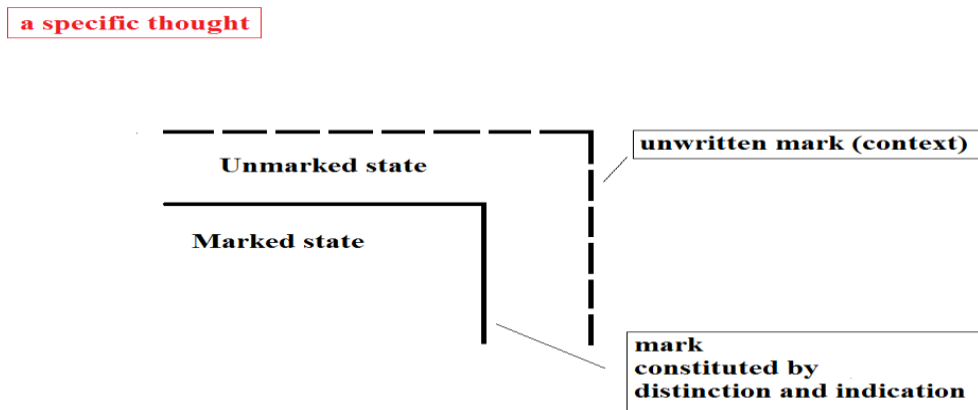 a specific thought
unwritten mark (context)
Unmarked state
Marked state
mark
constituted by
distinction and indication